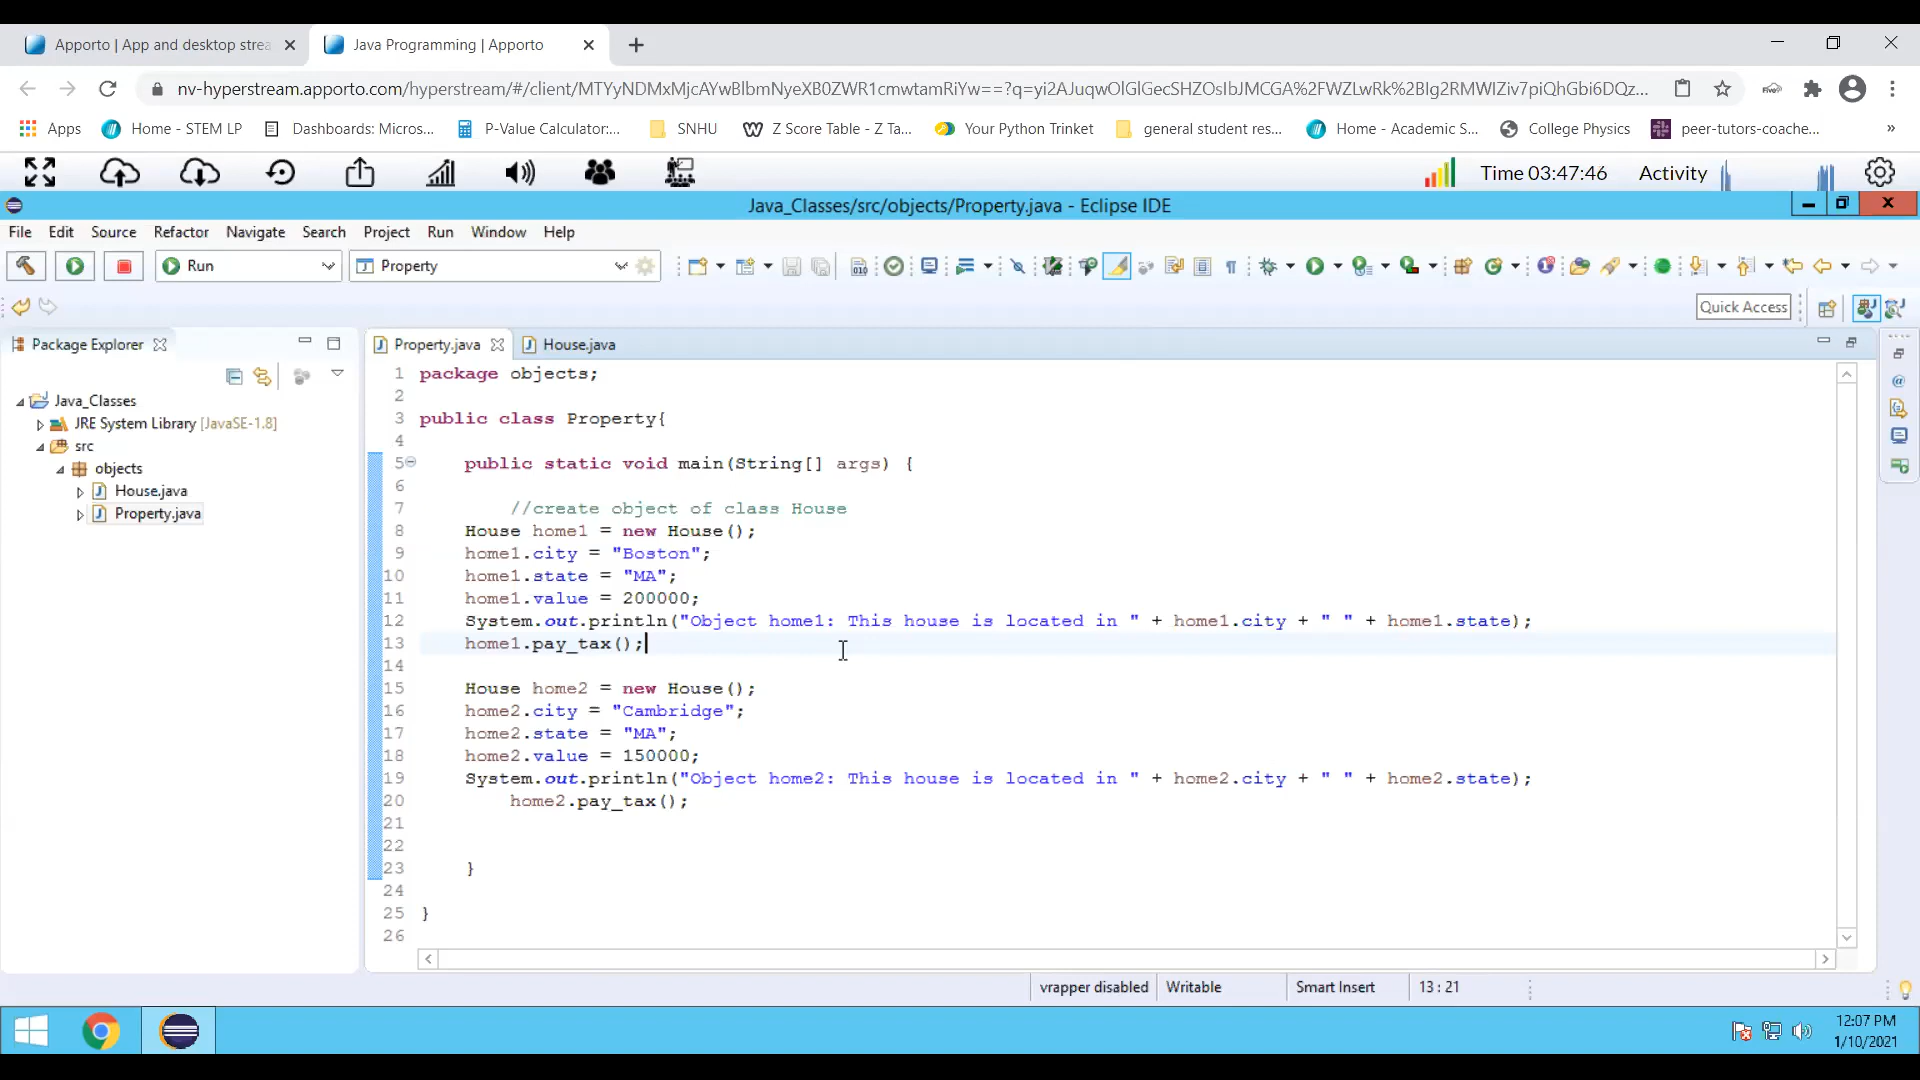 Apporto | App and desktop strea
Java Programming | Apporto
nv-hyperstream.apporto.com/hyperstream/#/client/MTYyNDMxMjcAYwBlbmNyeXB0ZWR1cmwtamRiYw==?q=yi2AJuqwOlGlGecSHZOsIbJMCGA%2FWZLwRk%2BIg2RMWIZiv7piQhGbi6DQz...
Apps
Home - STEM LP
Dashboards: Micros...
P-Value Calculator:...
SNHU
Z Score Table - Z Ta...
Your Python Trinket
general student res...
Home - Academic S...
College Physics
peer-tutors-coache...
»
Time 03:47:46
Activity
Java_Classes/src/objects/Property.java - Eclipse IDE
File Edit Source Refactor Navigate Search Project Run Window Help
Run
Property
Quick Access
Package Explorer
Java_Classes
JRE System Library [JavaSE-1.8]
src
objects
House.java
Property.java
Property.java
House.java
1 package objects;
2
3 public class Property{
4
5 public static void main(String[] args) {
6
7 //create object of class House
8 House home1 = new House();
9 home1.city = "Boston";
10 home1.state = "MA";
11 home1.value = 200000;
12 System.out.println("Object home1: This house is located in " + home1.city + " " + home1.state);
13 home1.pay_tax();
14
15 House home2 = new House();
16 home2.city = "Cambridge";
17 home2.state = "MA";
18 home2.value = 150000;
19 System.out.println("Object home2: This house is located in " + home2.city + " " + home2.state);
20 home2.pay_tax();
21
22
23 }
24
25 }
26
vrapper disabled
Writable
Smart Insert
13 : 21
12:07 PM
1/10/2021